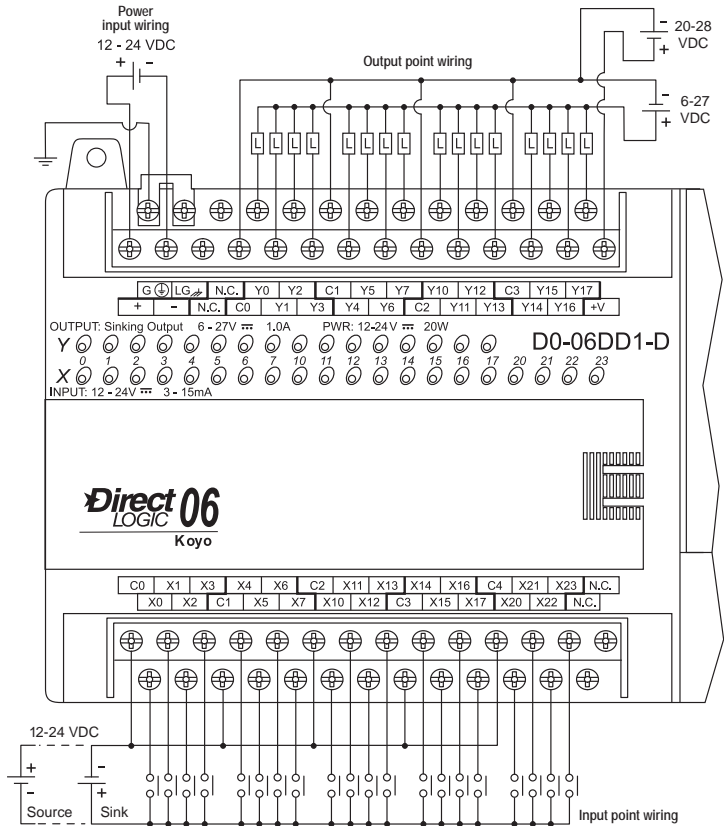 Power
input wiring
12 - 24 VDC
+ -
Output point wiring
-
+
20-28
VDC
-
+
6-27
VDC
L L L L L L L L L L L L L L L L
G LG N.C. Y0 Y2 C1 Y5 Y7 Y10 Y12 C3 Y15 Y17
+ - N.C. C0 Y1 Y3 Y4 Y6 C2 Y11 Y13 Y14 Y16 +V
OUTPUT: Sinking Output 6 - 27V 1.0A PWR: 12-24V 20W
D0-06DD1-D
Y
0 1 2 3 4 5 6 7 10 11 12 13 14 15 16 17 20 21 22 23
X
INPUT: 12 - 24V 3 - 15mA
Direct
LOGIC 06
Koyo
C0 X1 X3 X4 X6 C2 X11 X13 X14 X16 C4 X21 X23 N.C.
X0 X2 C1 X5 X7 X10 X12 C3 X15 X17 X20 X22 N.C.
12-24 VDC
+ -
- +
Source Sink
Input point wiring